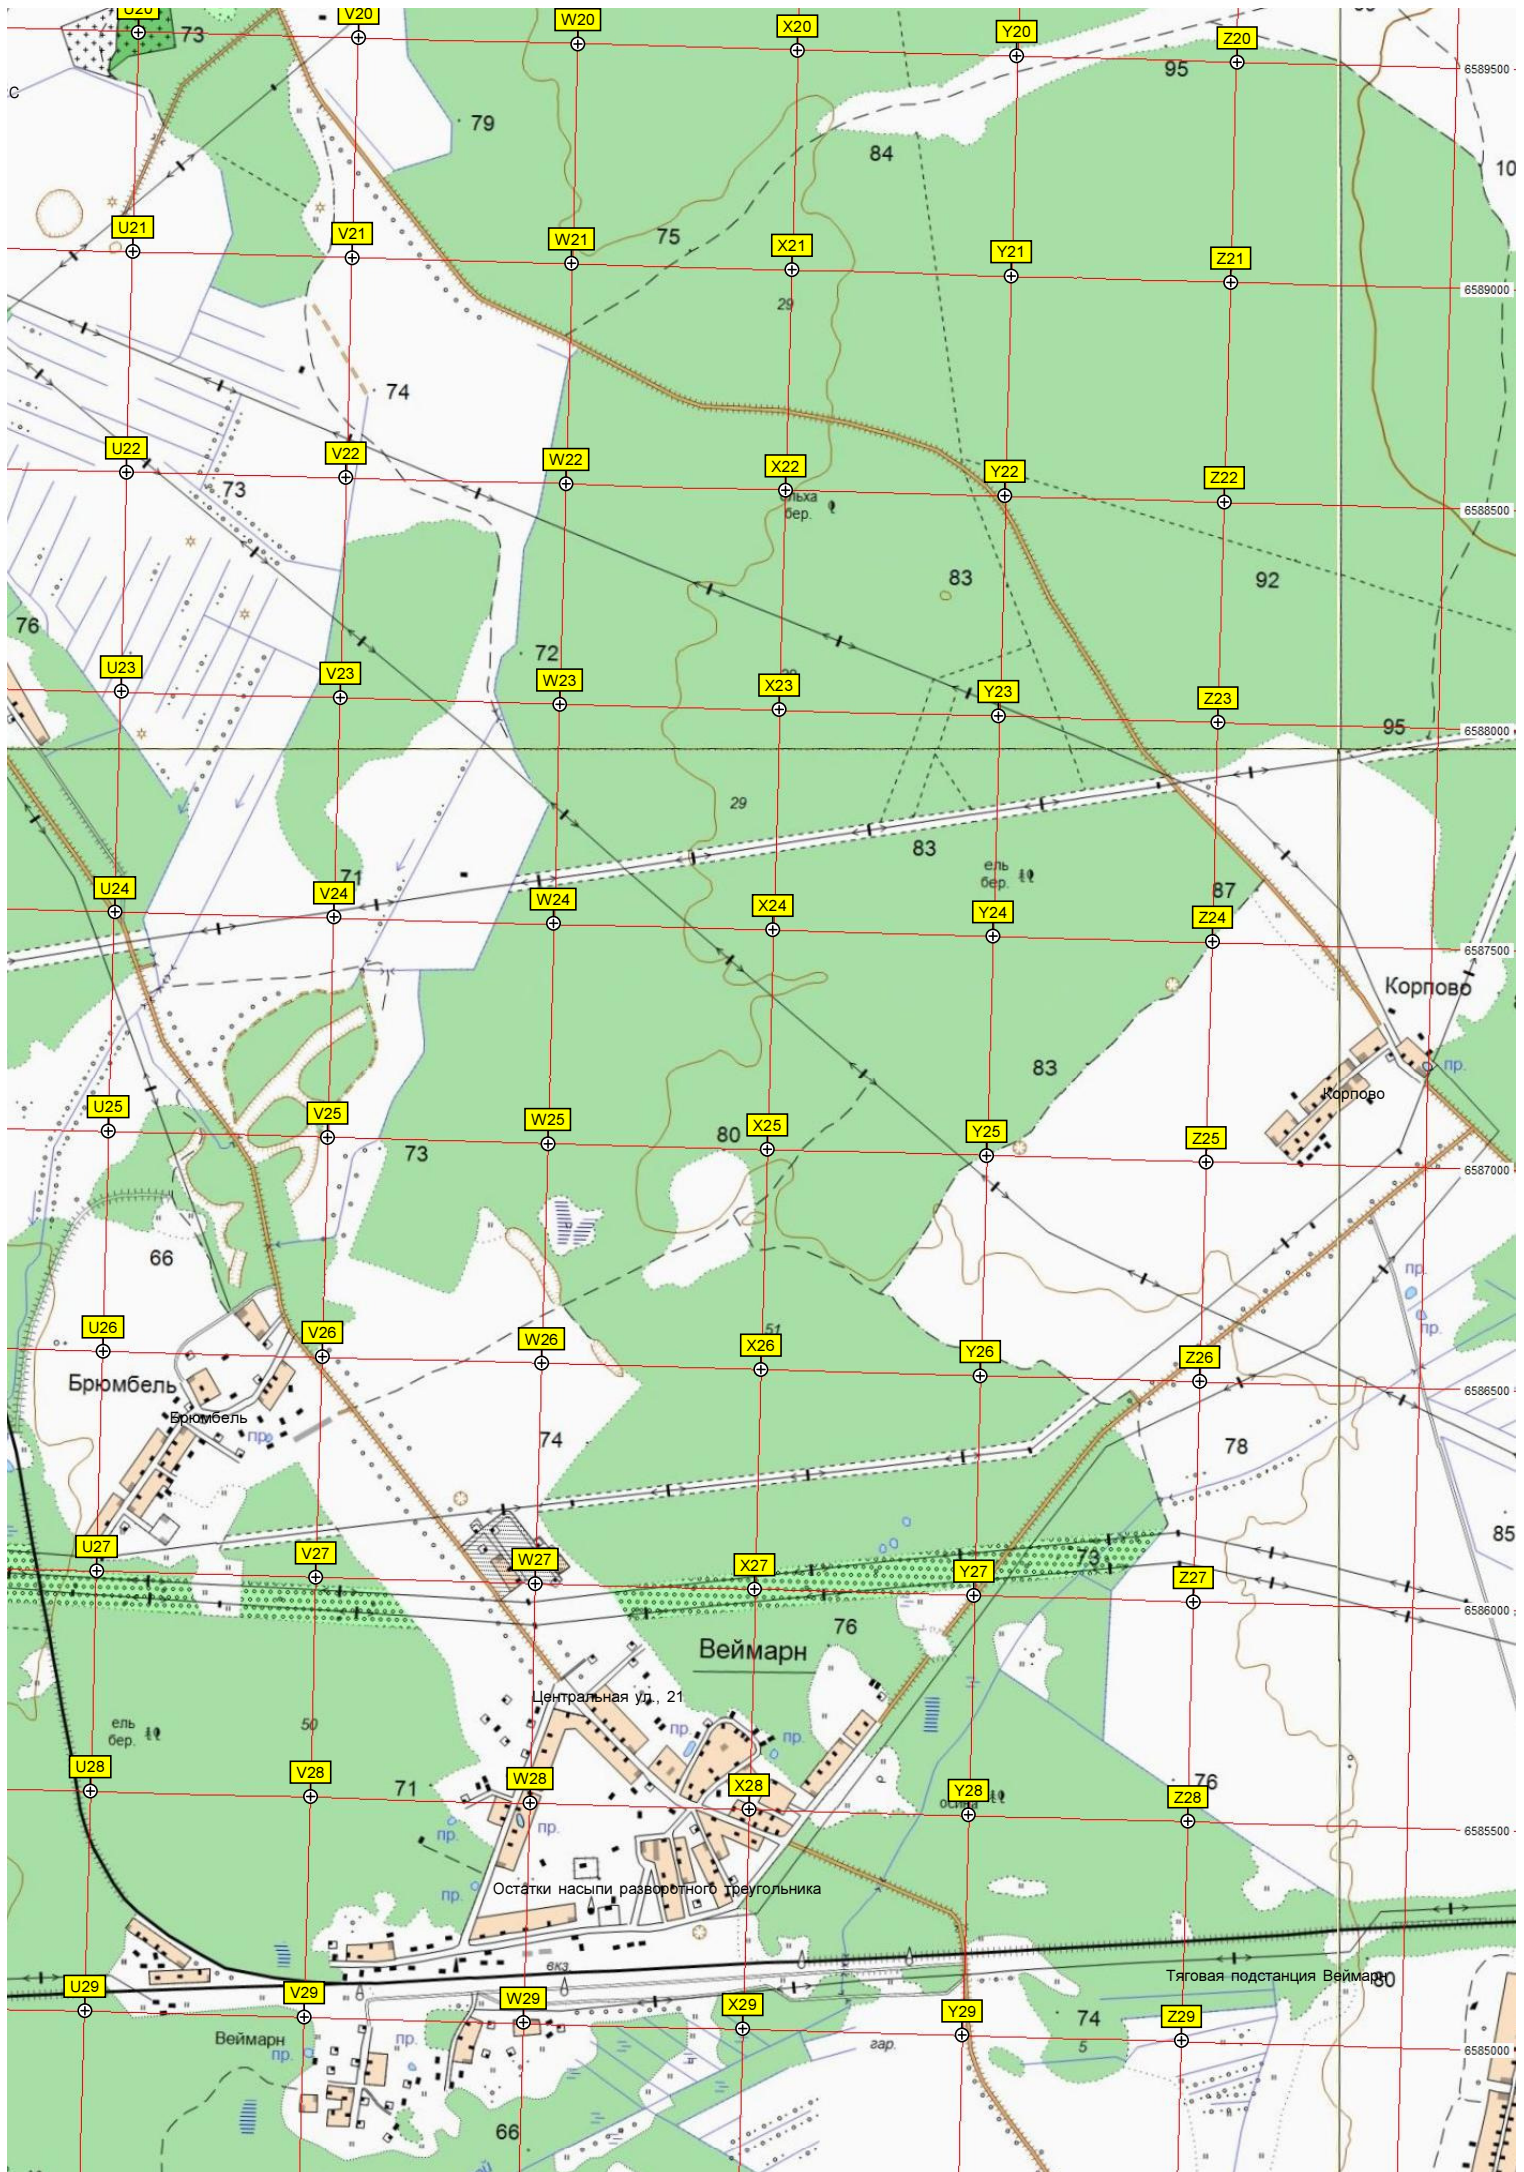 U20
V20
W20
X20
Y20
Z20
73
95
6589500
79
84
10
U21
V21
W21
75
X21
Y21
Z21
6589000
29
74
U22
V22
W22
X22
Y22
Z22
73
бер.
6588500
83
92
76
72
U23
V23
W23
X23
Y23
Z23
95
6588000
29
83
ель
бер.
71
87
U24
V24
W24
X24
Y24
Z24
6587500
Корпово
83
пр.
Корпово
U25
V25
W25
80
X25
Y25
Z25
73
6587000
66
пр.
пр.
U26
V26
W26
51
X26
Y26
Z26
Брюмбель
6586500
Брюмбель
пр.
74
78
85
U27
V27
W27
X27
Y27
73
Z27
6586000
76
Веймарн
Центральная ул., 21
ель
бер.
50
пр.
пр.
U28
V28
71
W28
X28
Y28
76
Z28
осина
пр.
пр.
6585500
пр.
Остатки насыпи разворотного треугольника
вкз.
Тяговая подстанция Веймарн
80
U29
V29
W29
X29
Y29
74
Z29
Веймарн
пр.
пр.
гар.
5
6585000
66